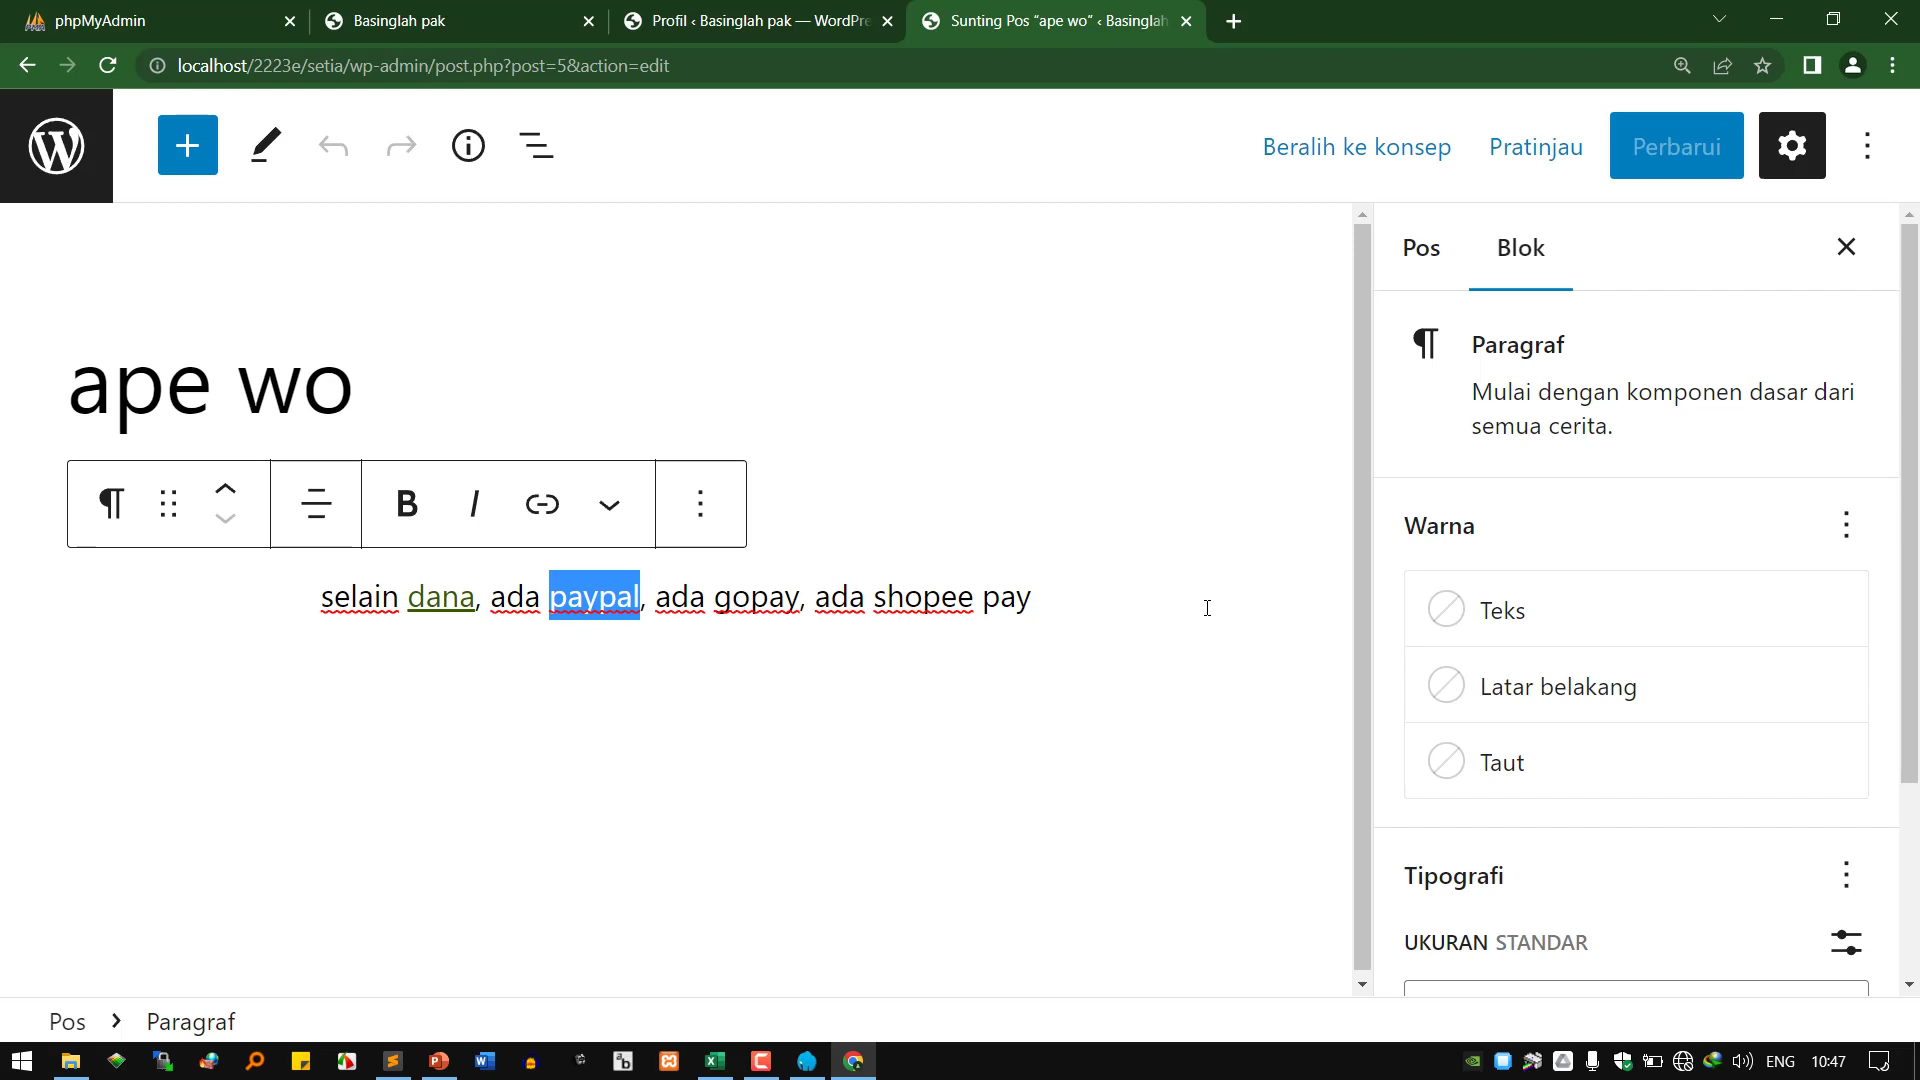 phpMyAdmin
Basinglah pak
Profil ‹ Basinglah pak — WordPre
Sunting Pos “ape wo” ‹ Basinglah
localhost/2223e/setia/wp-admin/post.php?post=5&action=edit
Beralih ke konsep
Pratinjau
Perbarui
Pos
Blok
Paragraf
Mulai dengan komponen dasar dari
semua cerita.
ape wo
B I
selain dana, ada paypal, ada gopay, ada shopee pay
Warna
Teks
Latar belakang
Taut
Tipografi
UKURAN STANDAR
Pos
Paragraf
ENG
10:47